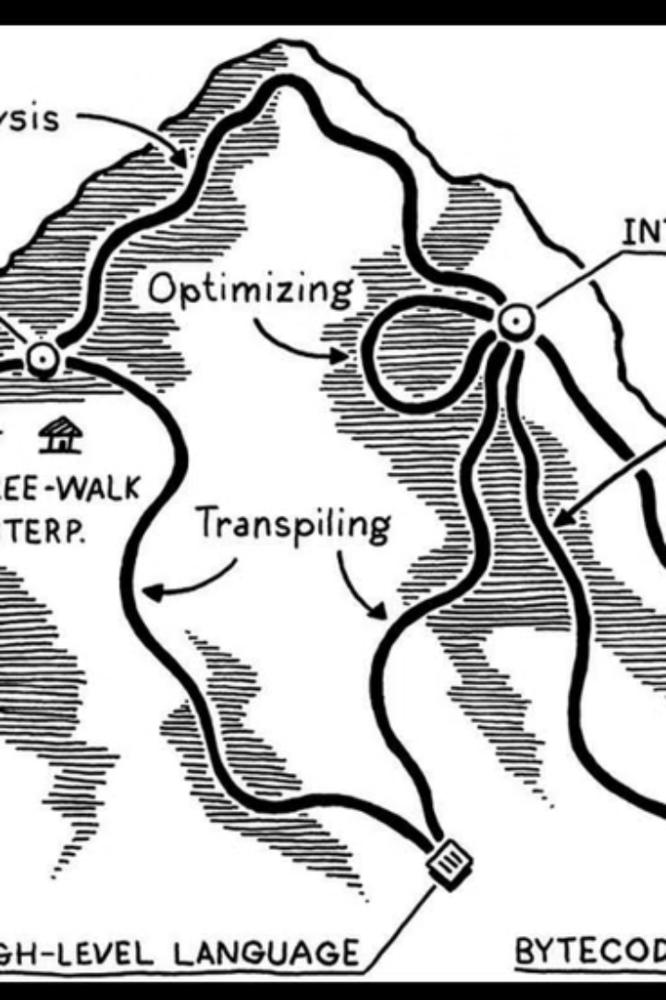 ysis
INT
Optimizing
EE-WALK
TERP.
Transpiling
GH-LEVEL LANGUAGE
BYTECOD